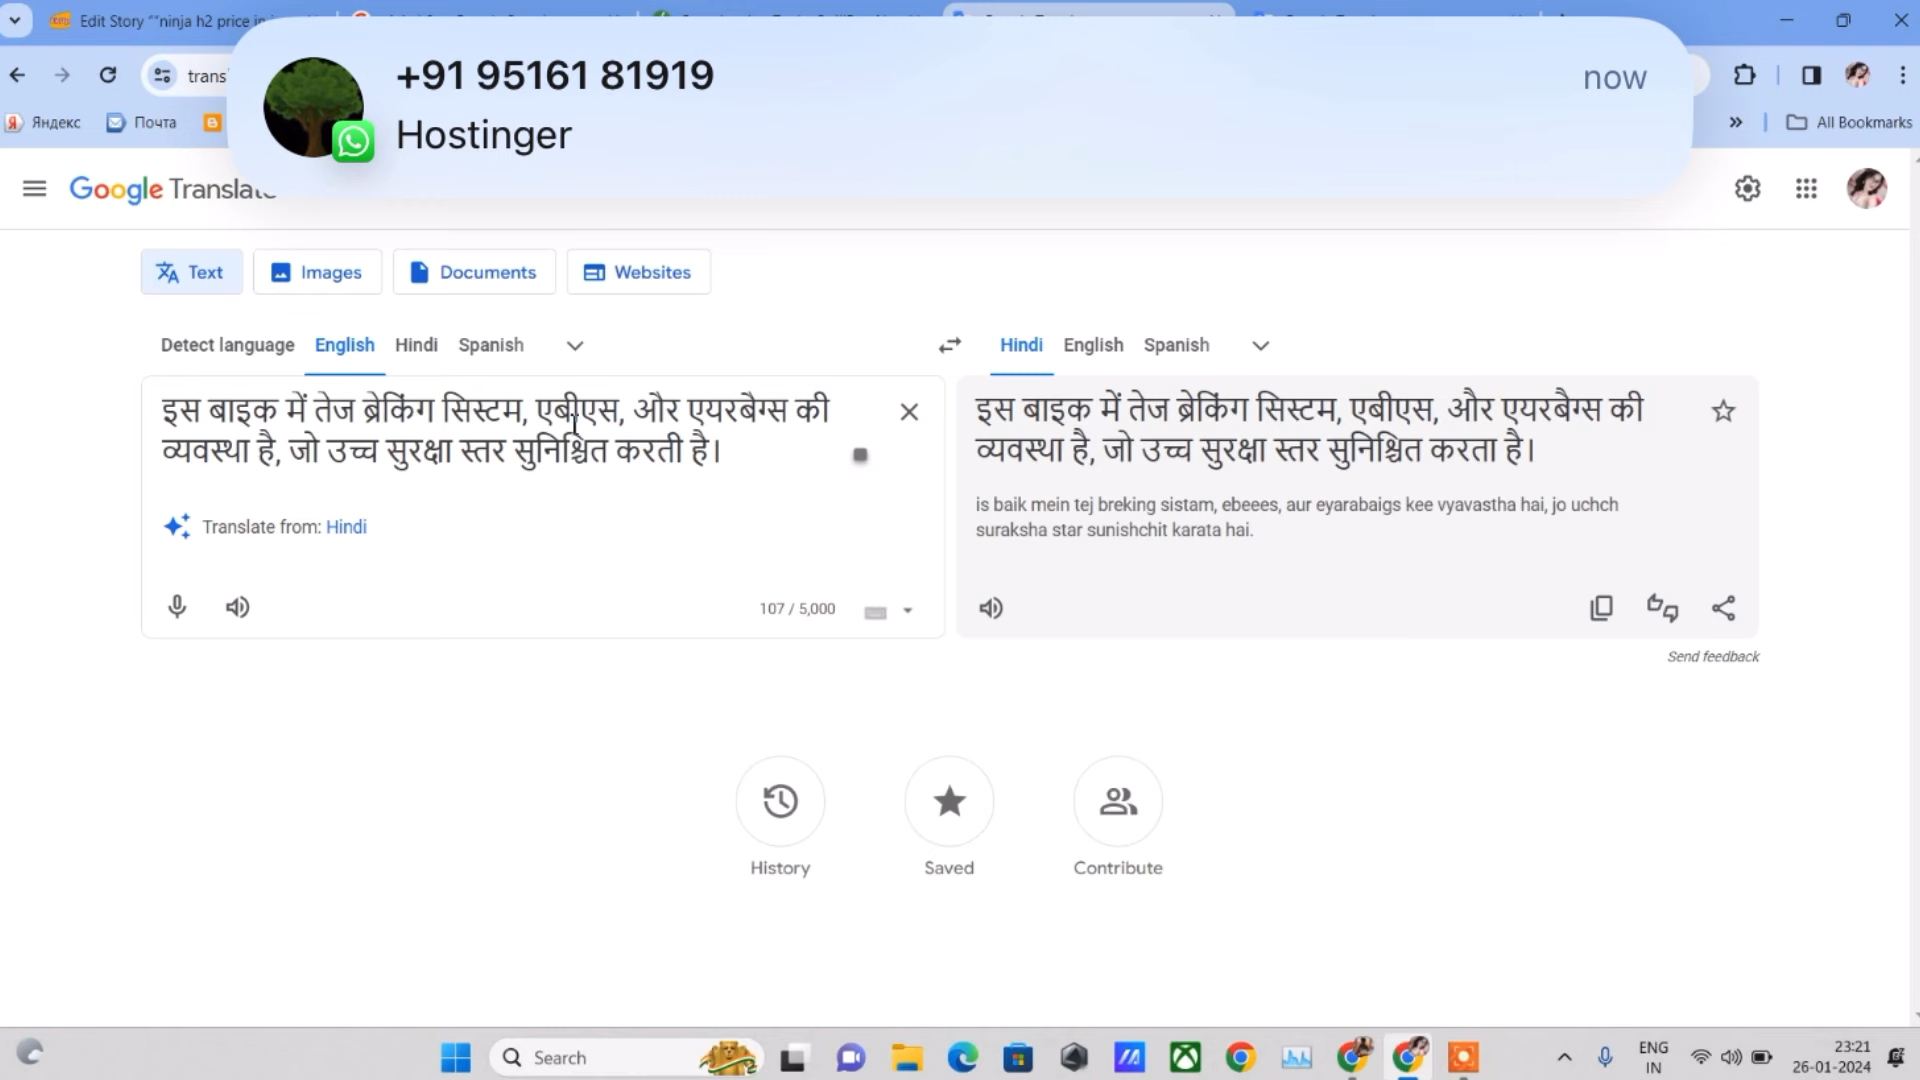 Edit Story "“ninja h2 price in
+91 95161 81919
now
Hostinger
trans
Яндекс
Почта
All Bookmarks
Google Translate
Text
Images
Documents
Websites
Detect language
English
Hindi
Spanish
Hindi
English
Spanish
इस बाइक में तेज ब्रेकिंग सिस्टम, एबीएस, और एयरबैग्स की
व्यवस्था है, जो उच्च सुरक्षा स्तर सुनिश्चित करती है।
Translate from: Hindi
107 / 5,000
इस बाइक में तेज ब्रेकिंग सिस्टम, एबीएस, और एयरबैग्स की
व्यवस्था है, जो उच्च सुरक्षा स्तर सुनिश्चित करता है।
is baik mein tej breking sistam, ebeees, aur eyarabaigs kee vyavastha hai, jo uchch
suraksha star sunishchit karata hai.
Send feedback
History
Saved
Contribute
Search
ENG
IN
23:21
26-01-2024